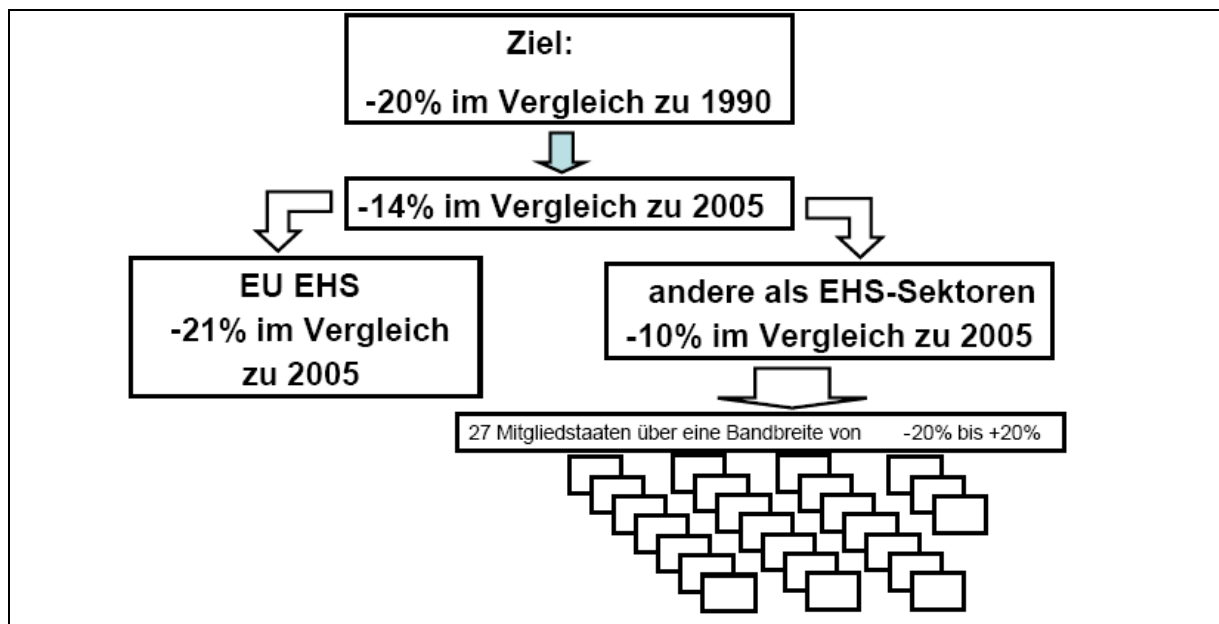 Ziel:
-20% im Vergleich zu 1990
-14% im Vergleich zu 2005
EU EHS
-21% im Vergleich
zu 2005
andere als EHS-Sektoren
-10% im Vergleich zu 2005
27 Mitgliedstaaten über eine Bandbreite von -20% bis +20%